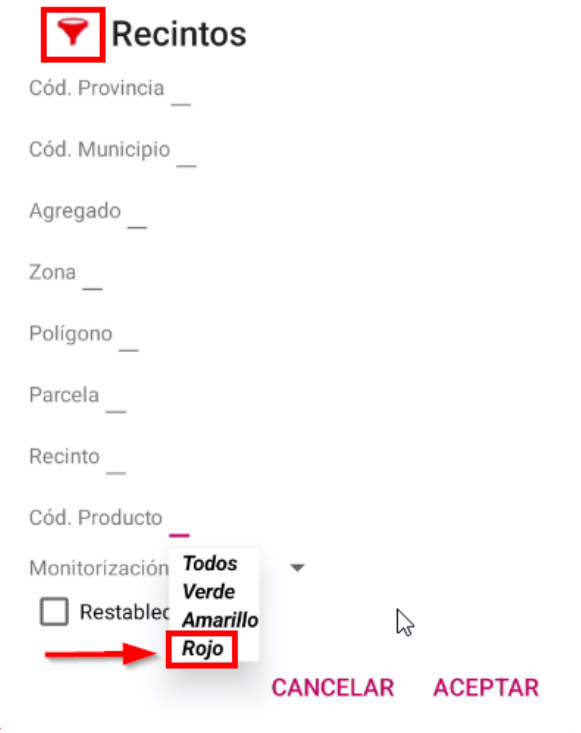 Recintos
Cód. Provincia
Cód. Municipio
Agregado
Zona
Polígono
Parcela
Recinto
Cód. Producto
Monitorización
Todos
Verde
Restablec
Amarillo
Rojo
CANCELAR ACEPTAR